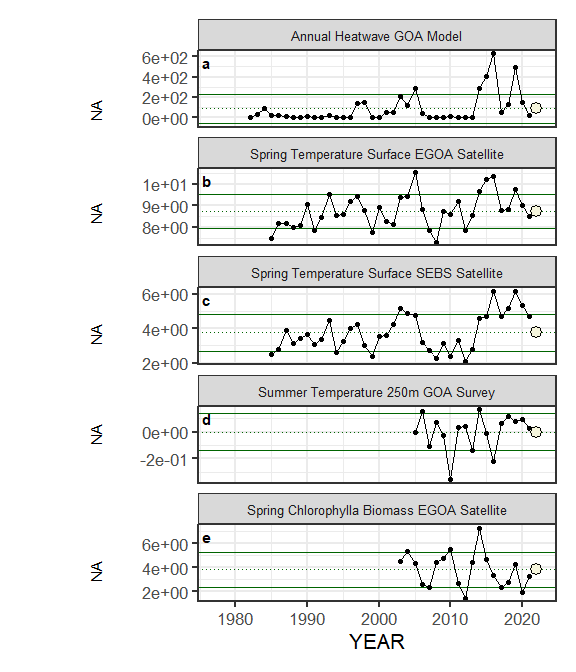 Annual Heatwave GOA Model
a
6e+02
4e+02
2e+02
0e+00
NA
Spring Temperature Surface EGOA Satellite
b
1e+01
9e+00
8e+00
NA
Spring Temperature Surface SEBS Satellite
c
6e+00
4e+00
2e+00
NA
Summer Temperature 250m GOA Survey
d
0e+00
-2e-01
NA
Spring Chlorophylla Biomass EGOA Satellite
e
6e+00
4e+00
2e+00
NA
1980 1990 2000 2010 2020
YEAR